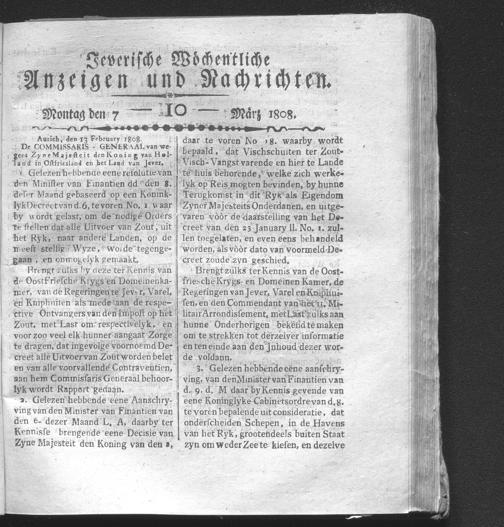 Jeverische Wöchentliche
Anzeigen und Nachrichten.
Montag den 7 — 10 — März 1808.
Aurich, den 13 February 1808.
De COMMISSARIS-GENERAAL van we-
gens Zyne Majesteit den Koning van Hol-
land in Ostfriesland en het Land van Jever,
1. Gelezen hebbende eene resolutie van
den Minister van Finantien dd den 8.
dezer Maand gebaseerd op een Konink-
lyk Decreet van d. 6, te voren No. 1. waar
by wordt gelast, om de nodige Orders
te stellen dat alle Uitvoer van Zout, uit
het Ryk, naar andere Landen, op de
meest stellig Wyze, worde tegenge-
gaan, en onmogelyk gemaakt.
Brengt zulks by deze ter Kennis van
de OostFriesche Krygs en Domeinenka-
mer, van de Regeringen te Jever, Varel,
en Kniphuisen als mede aan de respe-
ctive Ontvangers van den Impost op het
Zout, met Last om respectivelyk, en
voor zoo veel elk hunner aangaat Zorge
te dragen, dat ingevolge voornoemd De-
creet alle Uitvoer van Zout worden belet
en van alle voorvallende Contraventien,
aan hem Commissaris Generaal behoor-
lyk wordt Rapport gedaan.
2. Gelezen hebbende eene Aanschry-
ving van den Minister van Finantien van
den 6- dezer Maand L. A. daarby ter
Kennisse brengende eene Decisie van
Zyne Majesteit den Koning van den 2,
daar te voren No 18. waarby wordt
bepaald, dat Vischschuiten ter Zout-
Visch-Vangst varende en hier te Lande
te huis behorende, welke zich werke-
lyk op Reis mogten bevinden, by hunne
Terugkomst in dit Ryk als Eigendom
Zyner Majesteits Onderdanen, en uitge-
varen vòòr de daarstelling van het De-
creet van den 23 January ll. No. 1. zul-
len toegelaten, en even eens behandeld
worden, als vòòr dato van voormeld De-
creet zonde zyn geschied.
Brengt zulks ter Kennis van de Oost-
friesche Krygs- en Domeinen Kamer, de
Regeringen van Jever, Varel en Kniphui-
sen, en den Commendant van het 11. Mi-
litair Arrondissement, met Last zulks aan
hunne Onderhorigen bekend te maken
om te strekken tot derzelver informatie
en ten einde aan den Inhoud dezer wor-
de voldann.
3. Gelezen hebbende eene aanschry-
ving, van den Minister van Finantien van
d. 9. d. M daar by Kennis gevende van
eene Koninglyke Cabinetsordre van d. 8.
te voren bepalende uit consideratie, dat
onderscheiden Schepen, in de Havens
van het Ryk, grootendeels buiten Staat
zyn om weder Zee te kiesen, en dezelve